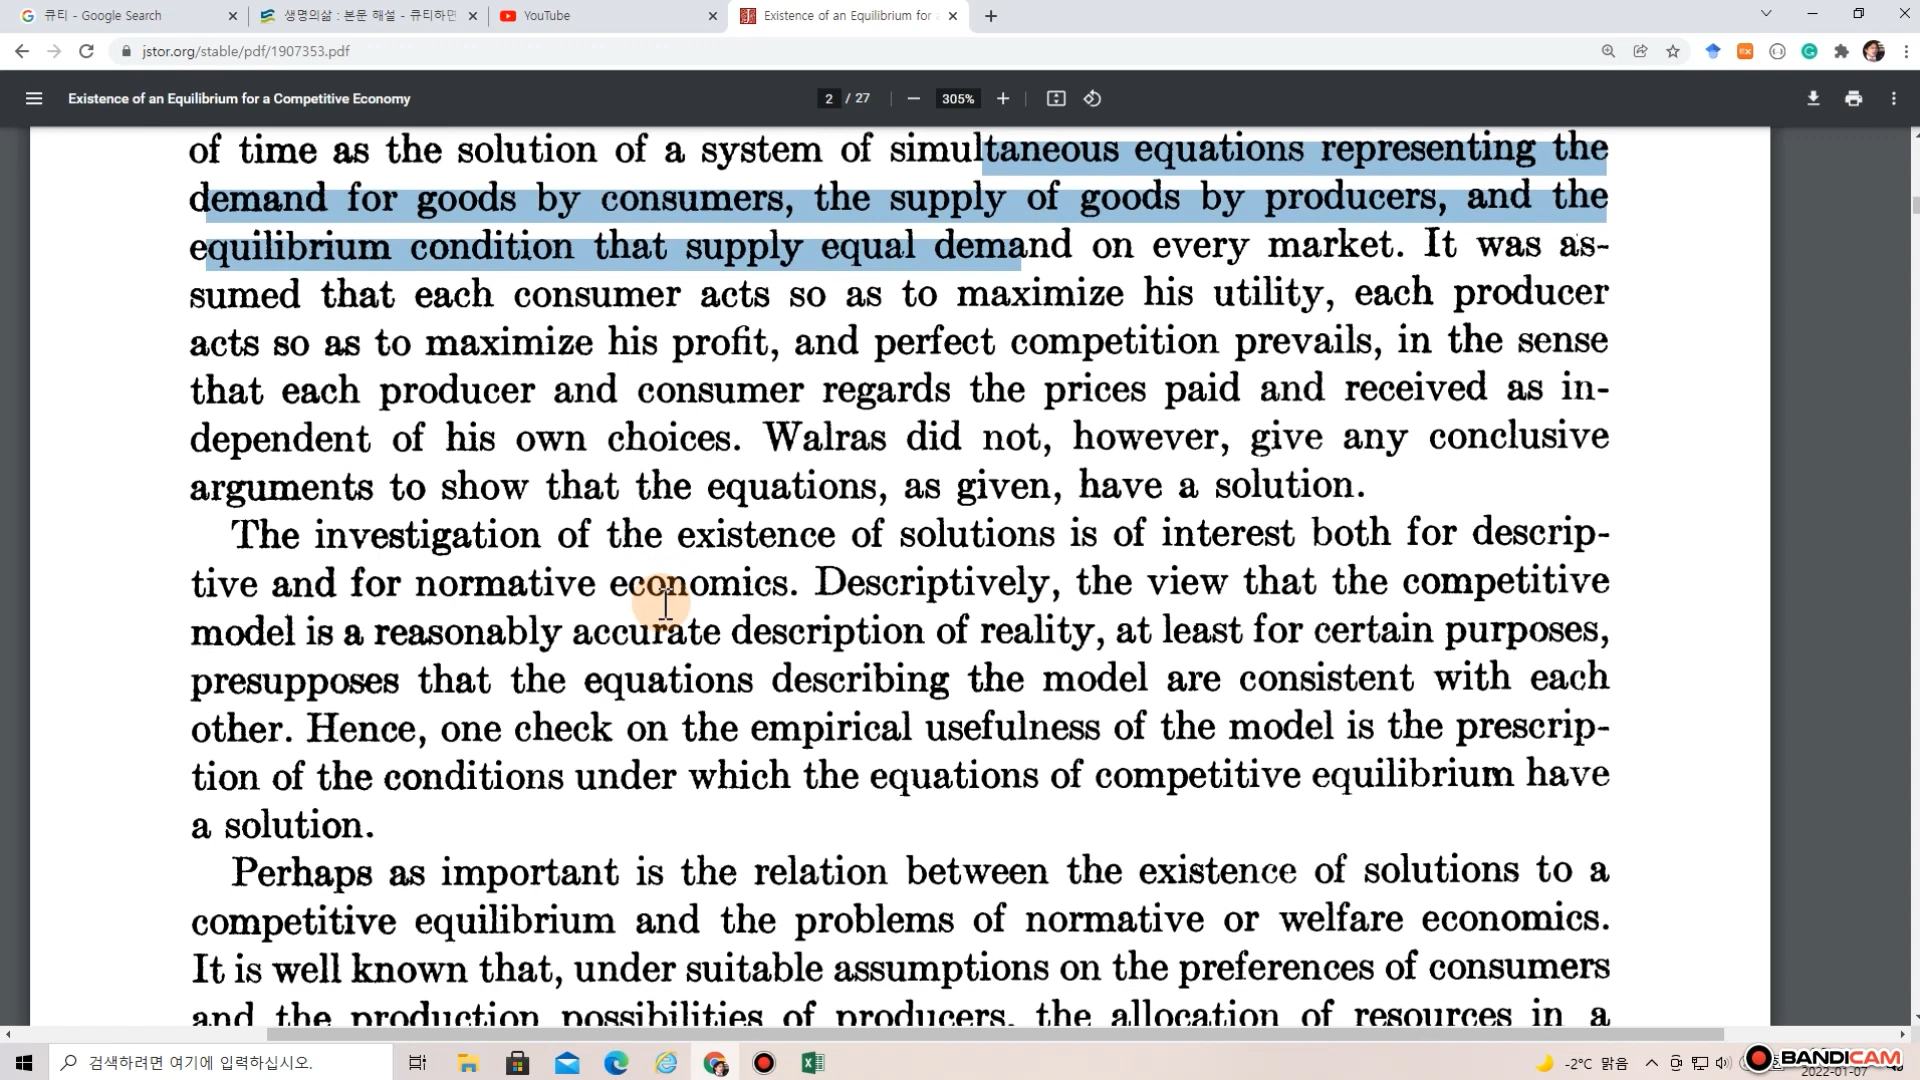 큐티 - Google Search
생명의삶 : 본문 해설 - 큐티하면
YouTube
Existence of an Equilibrium for a
jstor.org/stable/pdf/1907353.pdf
Existence of an Equilibrium for a Competitive Economy
2 / 27
305%
of time as the solution of a system of simultaneous equations representing the
demand for goods by consumers, the supply of goods by producers, and the
equilibrium condition that supply equal demand on every market. It was as-
sumed that each consumer acts so as to maximize his utility, each producer
acts so as to maximize his profit, and perfect competition prevails, in the sense
that each producer and consumer regards the prices paid and received as in-
dependent of his own choices. Walras did not, however, give any conclusive
arguments to show that the equations, as given, have a solution.
The investigation of the existence of solutions is of interest both for descrip-
tive and for normative economics. Descriptively, the view that the competitive
model is a reasonably accurate description of reality, at least for certain purposes,
presupposes that the equations describing the model are consistent with each
other. Hence, one check on the empirical usefulness of the model is the prescrip-
tion of the conditions under which the equations of competitive equilibrium have
a solution.
Perhaps as important is the relation between the existence of solutions to a
competitive equilibrium and the problems of normative or welfare economics.
It is well known that, under suitable assumptions on the preferences of consumers
and the production possibilities of producers, the allocation of resources in a
검색하려면 여기에 입력하십시오.
-2°C 맑음
BANDICAM
2022-01-07